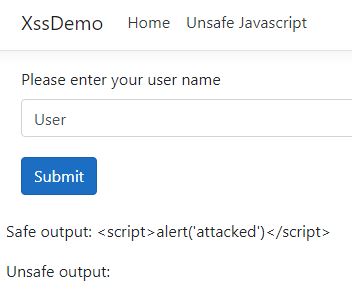 XssDemo Home Unsafe Javascript
Please enter your user name
User
Submit
Safe output: <script>alert('attacked')</script>
Unsafe output: